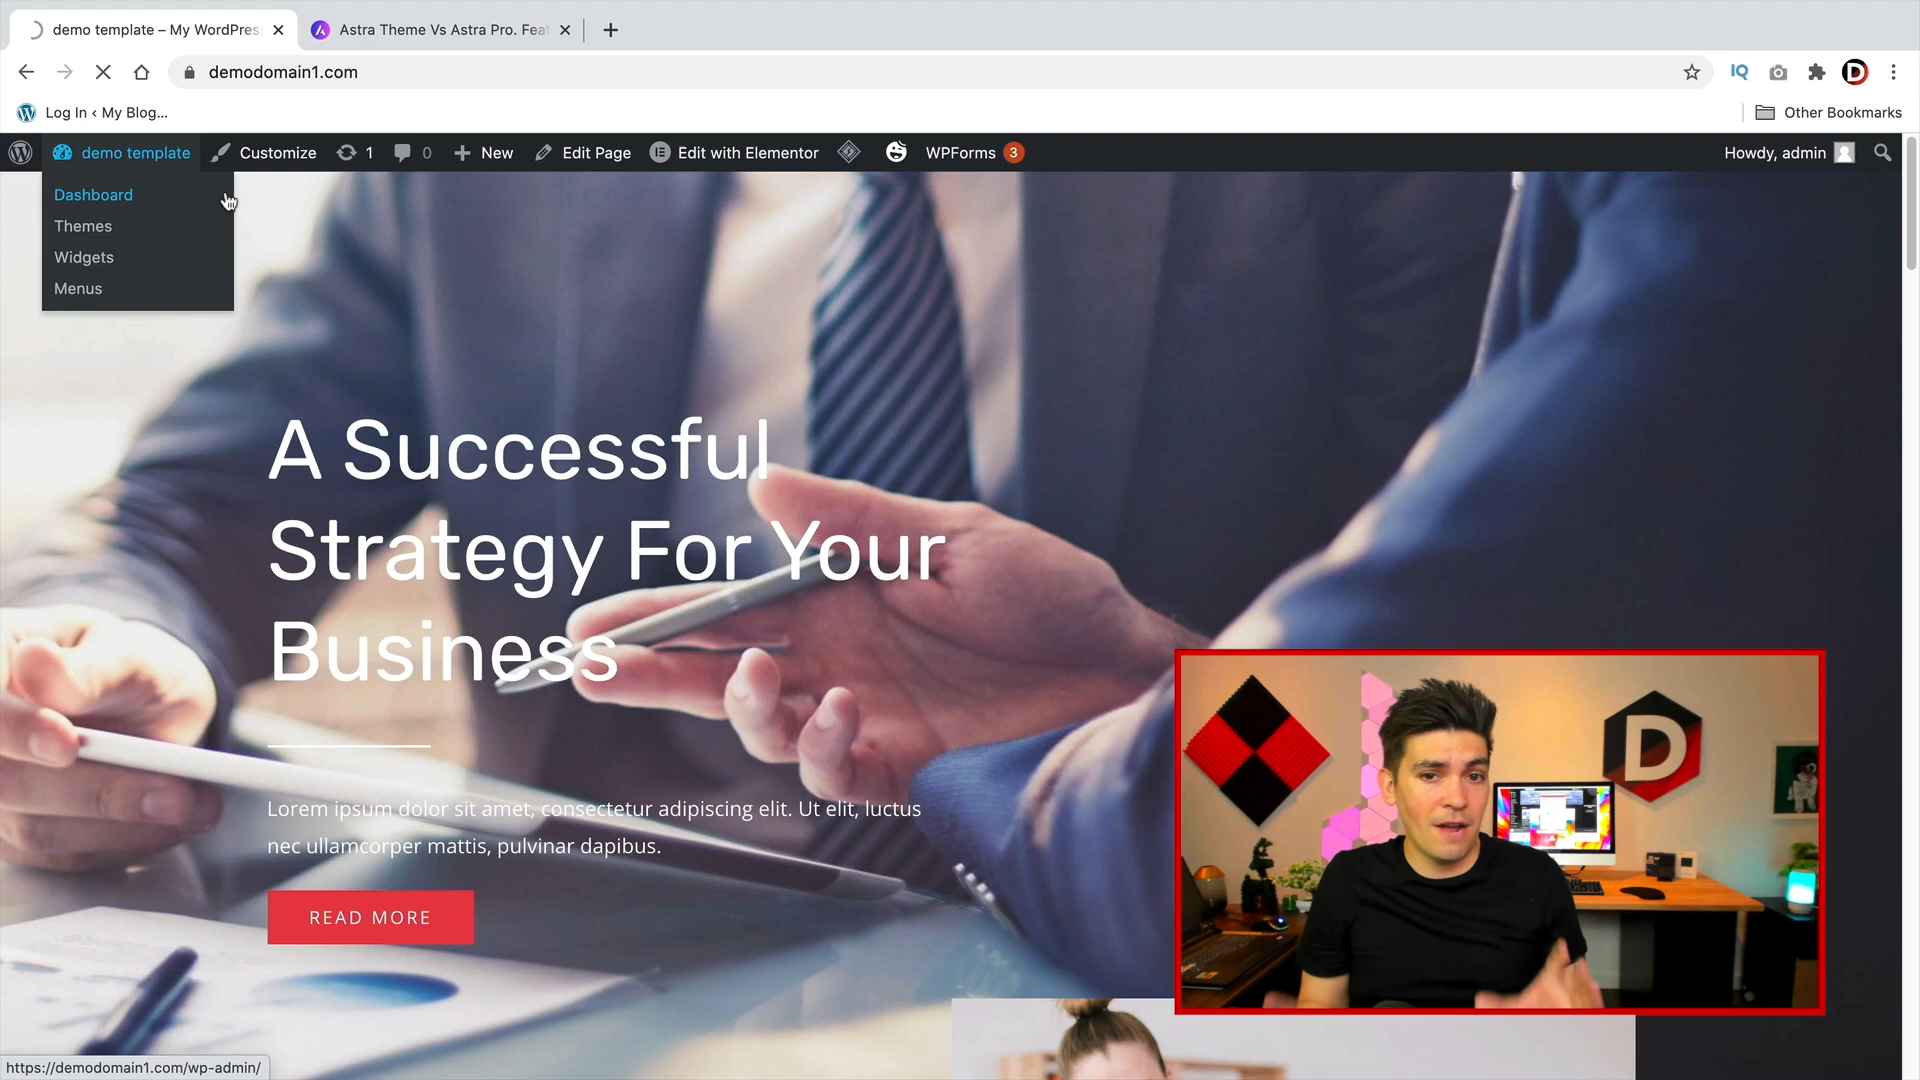 demo template – My WordPres
Astra Theme Vs Astra Pro. Feat
demodomain1.com
IQ
D
Log In ‹ My Blog...
Other Bookmarks
demo template
Customize
1
0
New
Edit Page
Edit with Elementor
WPForms 3
Howdy, admin
Dashboard
Themes
Widgets
Menus
A Successful
Strategy For Your
Business
Lorem ipsum dolor sit amet, consectetur adipiscing elit. Ut elit, luctus
nec ullamcorper mattis, pulvinar dapibus.
READ MORE
D
https://demodomain1.com/wp-admin/